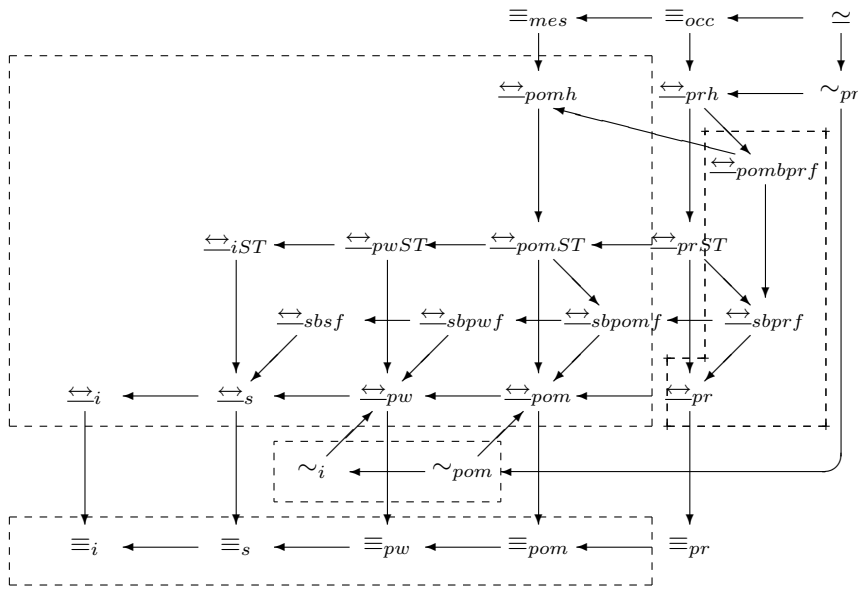 ≡mes ≡occ ≃
↔pomh ↔prh ∼pr
↔pombprf
↔iST ↔pwST ↔pomST ↔prST
↔sbsf ↔sbpwf ↔sbpomf ↔sbprf
↔i ↔s ↔pw ↔pom ↔pr
∼i ∼pom
≡i ≡s ≡pw ≡pom ≡pr